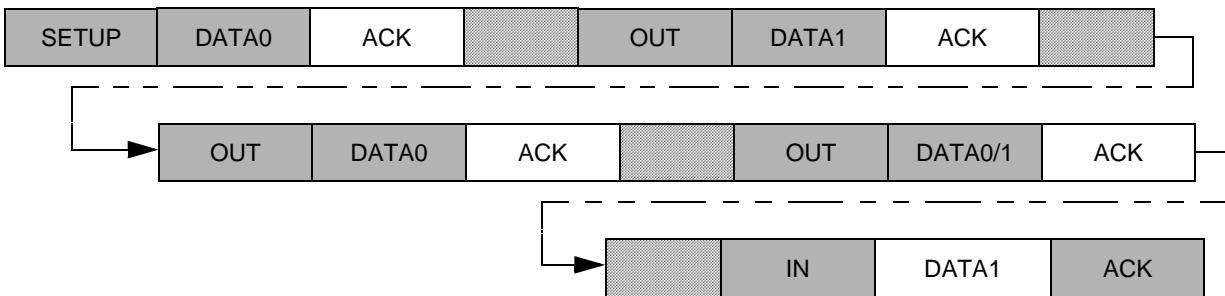 SETUP DATA0 ACK OUT DATA1 ACK
OUT DATA0 ACK OUT DATA0/1 ACK
IN DATA1 ACK